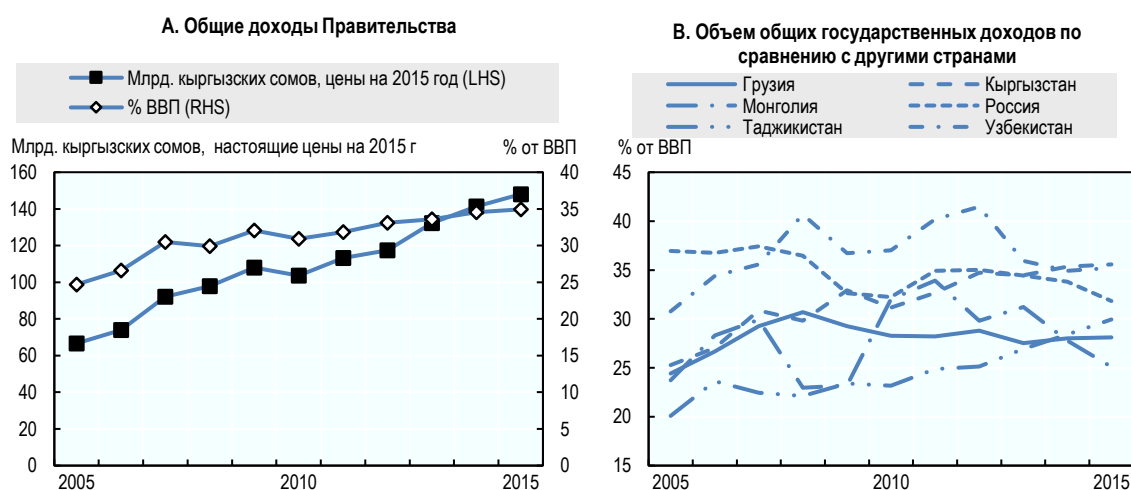 А. Общие доходы Правительства
Млрд. кыргызских сомов, цены на 2015 год (LHS)
% ВВП (RHS)
Млрд. кыргызских сомов, настоящие цены на 2015 г
% от ВВП
160
140
120
100
80
60
40
20
0
40
35
30
25
20
15
10
5
0
2005
2010
2015
В. Объем общих государственных доходов по
сравнению с другими странами
Грузия
Кыргызстан
Монголия
Россия
Таджикистан
Узбекистан
% от ВВП
45
40
35
30
25
20
15
2005
2010
2015